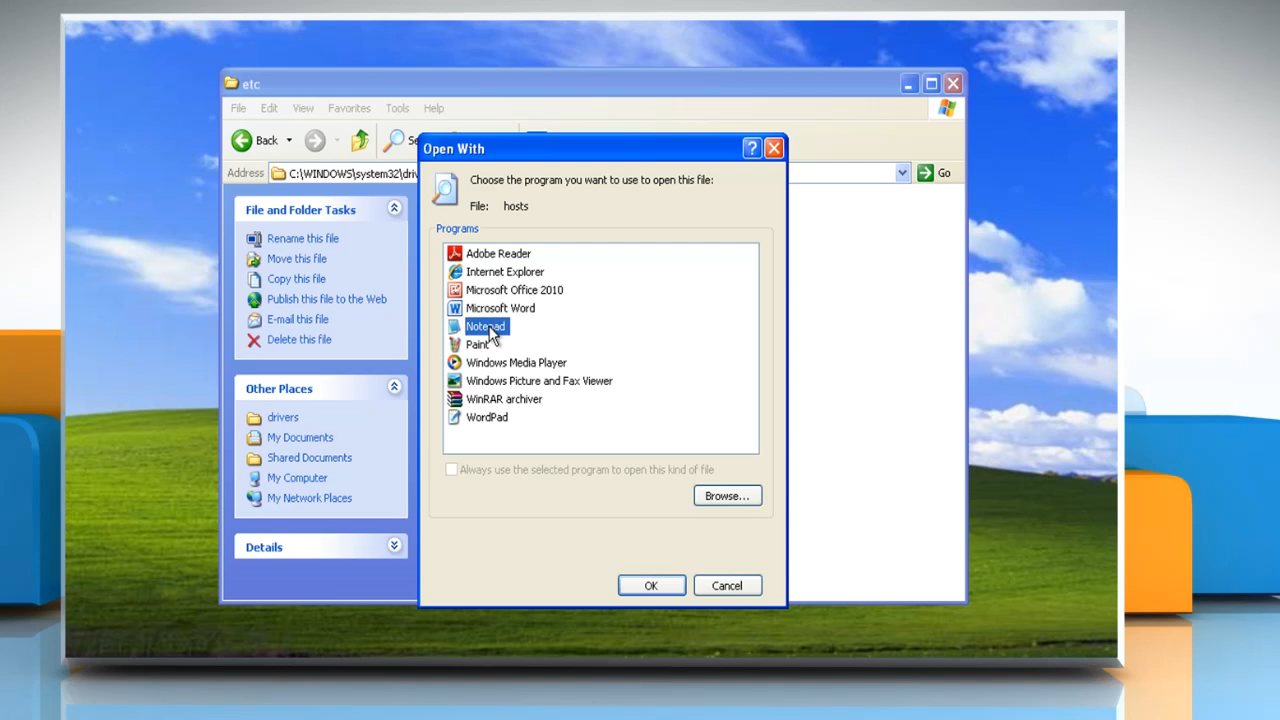 etc
File Edit View Favorites Tools Help
Back
Address C:\WINDOWS\system32\ Go
File and Folder Tasks
Rename this file
Move this file
Copy this file
Publish this file to the Web
E-mail this file
Delete this file
Other Places
drivers
My Documents
Shared Documents
My Computer
My Network Places
Details
Open With
Choose the program you want to use to open this file:
File: hosts
Programs
Adobe Reader
Internet Explorer
Microsoft Office 2010
Microsoft Word
Notepad
Paint
Windows Media Player
Windows Picture and Fax Viewer
WinRAR archiver
WordPad
Always use the selected program to open this kind of file
Browse...
OK Cancel